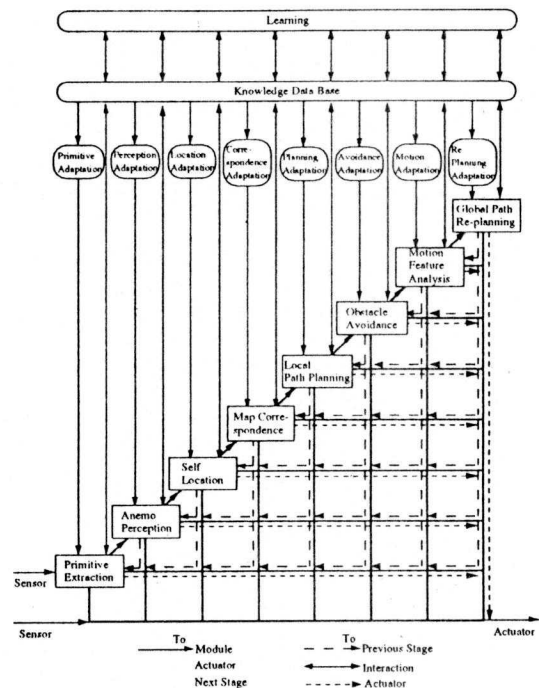 Learning
Knowledge Data Base
Primitive
Adaptation
Perception
Adaptation
Location
Adaptation
Corre-
spondence
Adaptation
Planning
Adaptation
Avoidance
Adaptation
Motion
Adaptation
Re
Planning
Adaptation
Global Path
Re-planning
Motion
Feature
Analysis
Obstacle
Avoidance
Local
Path Planning
Map Corre-
spondence
Self
Location
Anemo
Perception
Primitive
Extraction
Sensor
Sensor
Actuator
To
Module
Actuator
Next Stage
To
Previous Stage
Interaction
Actuator